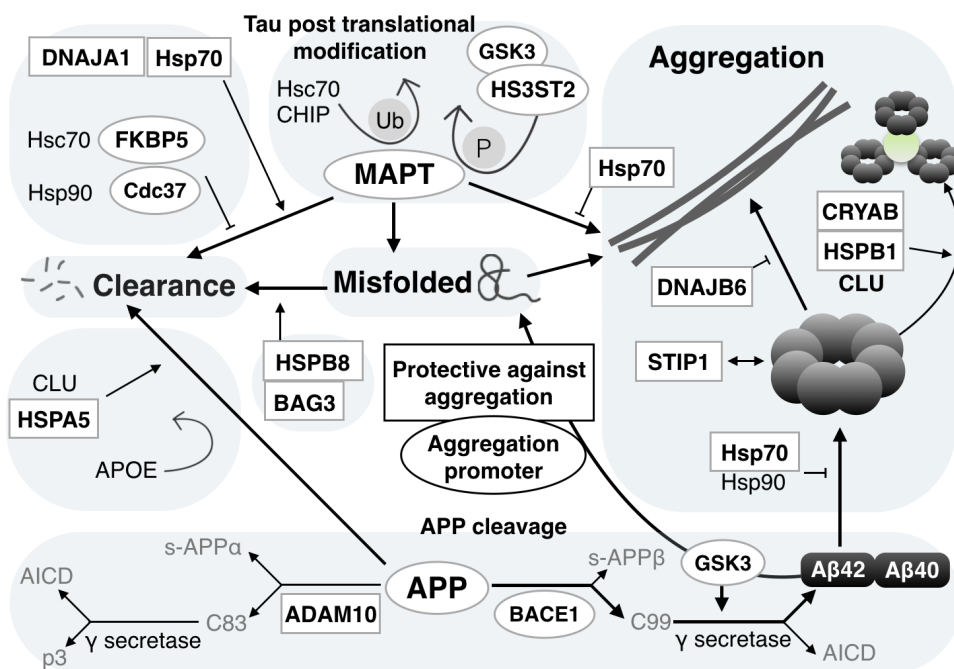 Tau post translational
modification
DNAJA1
Hsp70
Hsc70
FKBP5
Hsp90
Cdc37
Hsc70
CHIP
Ub
P
GSK3
HS3ST2
MAPT
Hsp70
Aggregation
CRYAB
HSPB1
CLU
DNAJB6
STIP1
Hsp70
Hsp90
Clearance
Misfolded
HSPB8
BAG3
CLU
HSPA5
APOE
Protective against
aggregation
Aggregation
promoter
APP cleavage
s-APPα
AICD
p3
γ secretase
C83
ADAM10
APP
BACE1
s-APPβ
C99
GSK3
γ secretase
Aβ42
Aβ40
AICD